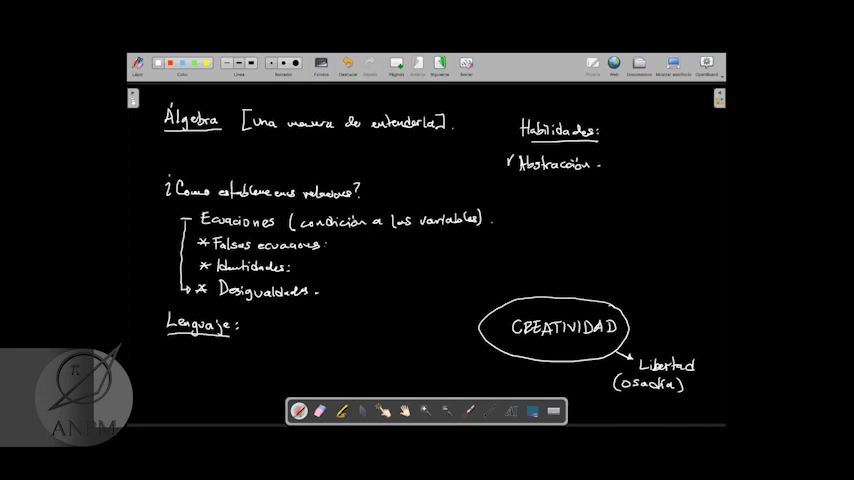 Álgebra [una manera de entenderla].
Habilidades:
✓ Abstracción.
¿Como establecemos relaciones?
Ecuaciones (condición a las variables).
* Falsas ecuaciones:
* Identidades:
* Desigualdades.
Lenguaje:
CREATIVIDAD
Libertad
(osadía)
π
ANPM